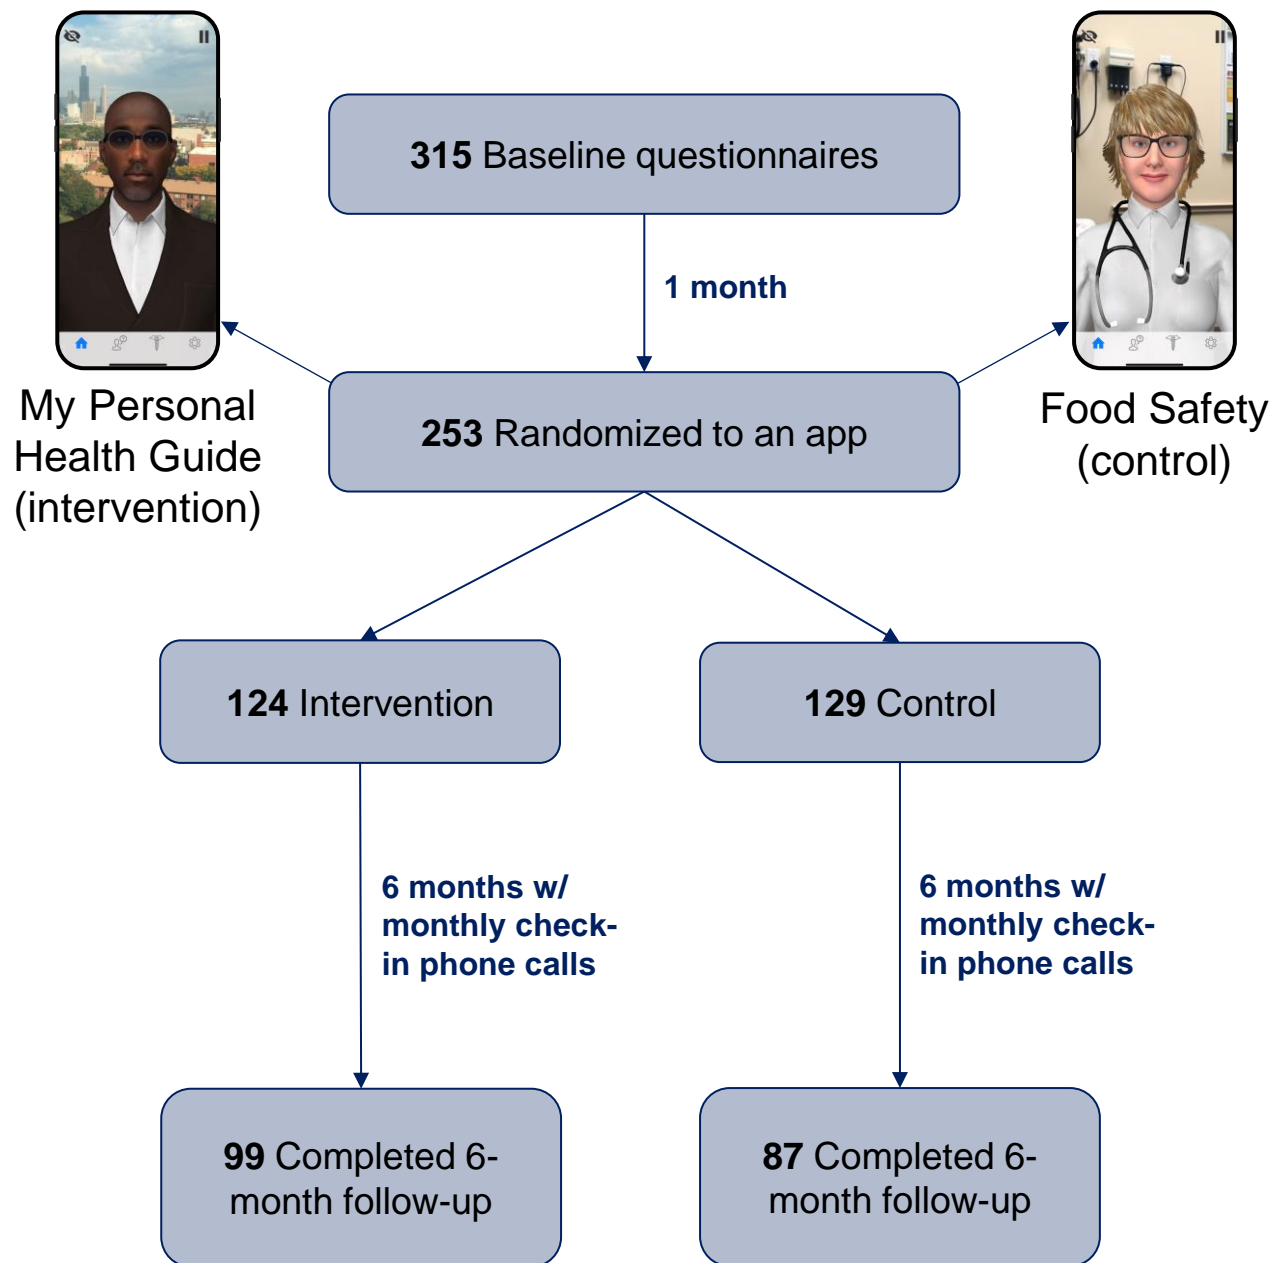 315 Baseline questionnaires
1 month
253 Randomized to an app
My Personal
Health Guide
(intervention)
Food Safety
(control)
124 Intervention
129 Control
6 months w/
monthly check-
in phone calls
6 months w/
monthly check-
in phone calls
99 Completed 6-
month follow-up
87 Completed 6-
month follow-up